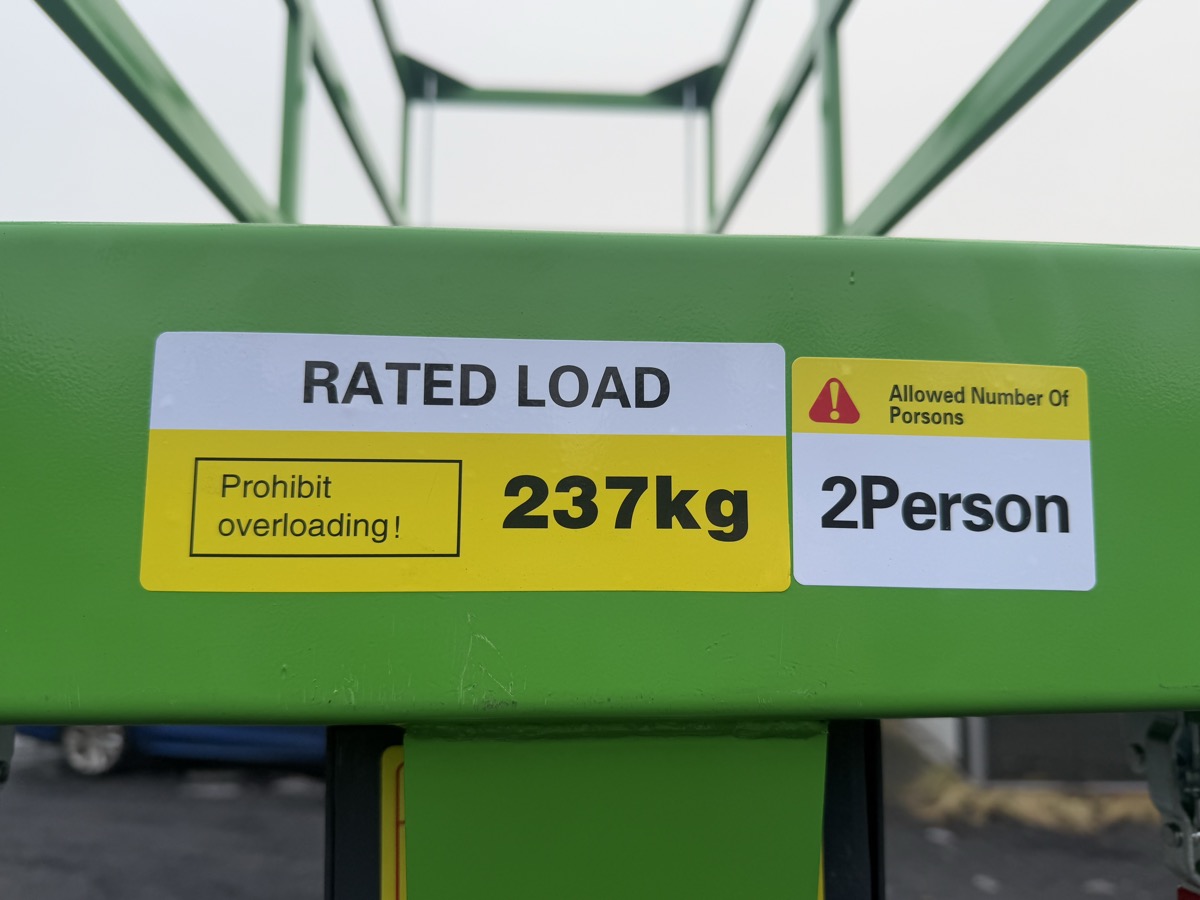 RATED LOAD
Prohibit
overloading!
237kg
Allowed Number Of
Porsons
2Person